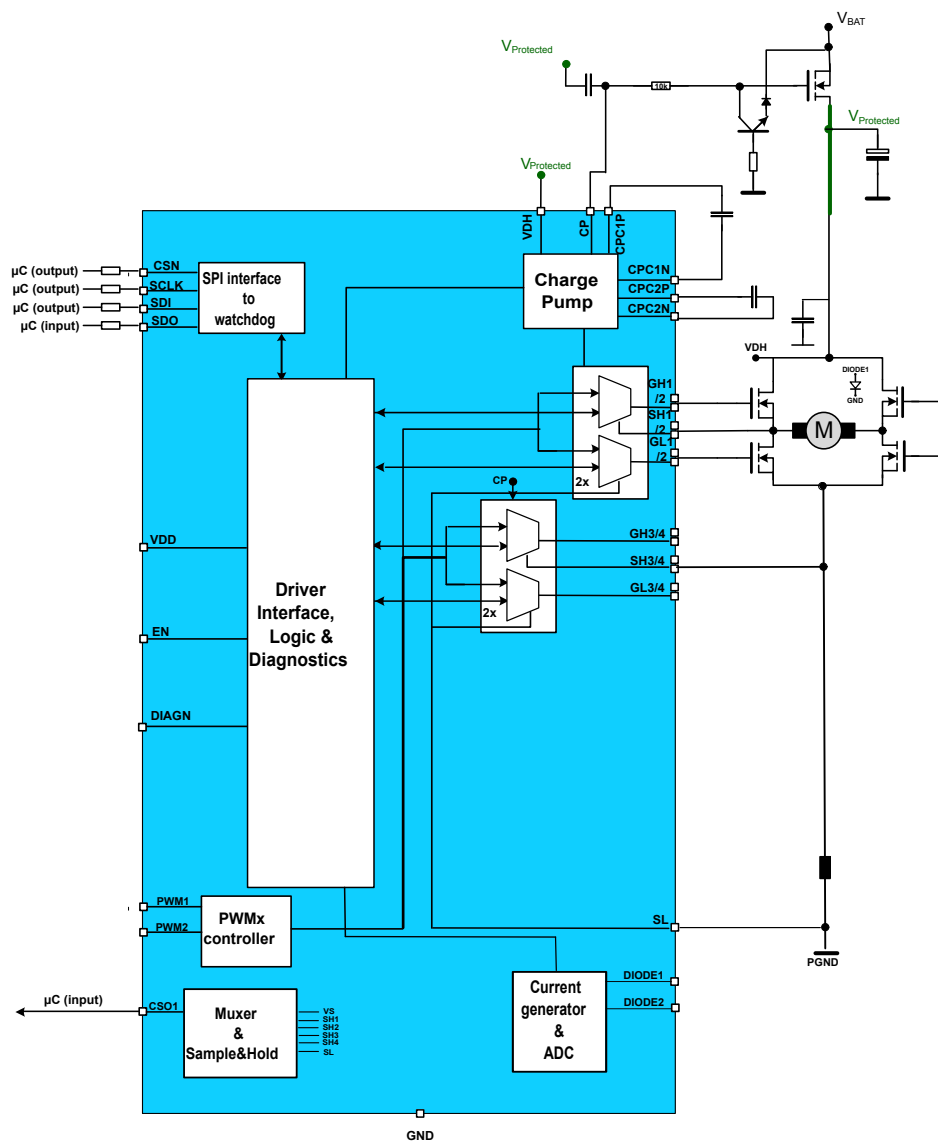 VBAT
VProtected
10k
VProtected
VProtected
VDH
CP
CPC1P
CSN
SCLK
SDI
SDO
µC (output)
µC (output)
µC (output)
µC (input)
SPI interface
to
watchdog
Charge
Pump
CPC1N
CPC2P
CPC2N
VDH
DIODE1
GND
GH1
/2
SH1
/2
GL1
/2
2x
M
CP
GH3/4
SH3/4
GL3/4
2x
VDD
EN
DIAGN
Driver
Interface,
Logic &
Diagnostics
PWM1
PWM2
PWMx
controller
SL
PGND
µC (input)
CSO1
Muxer
&
Sample&Hold
VS
SH1
SH2
SH3
SH4
SL
Current
generator
&
ADC
DIODE1
DIODE2
GND